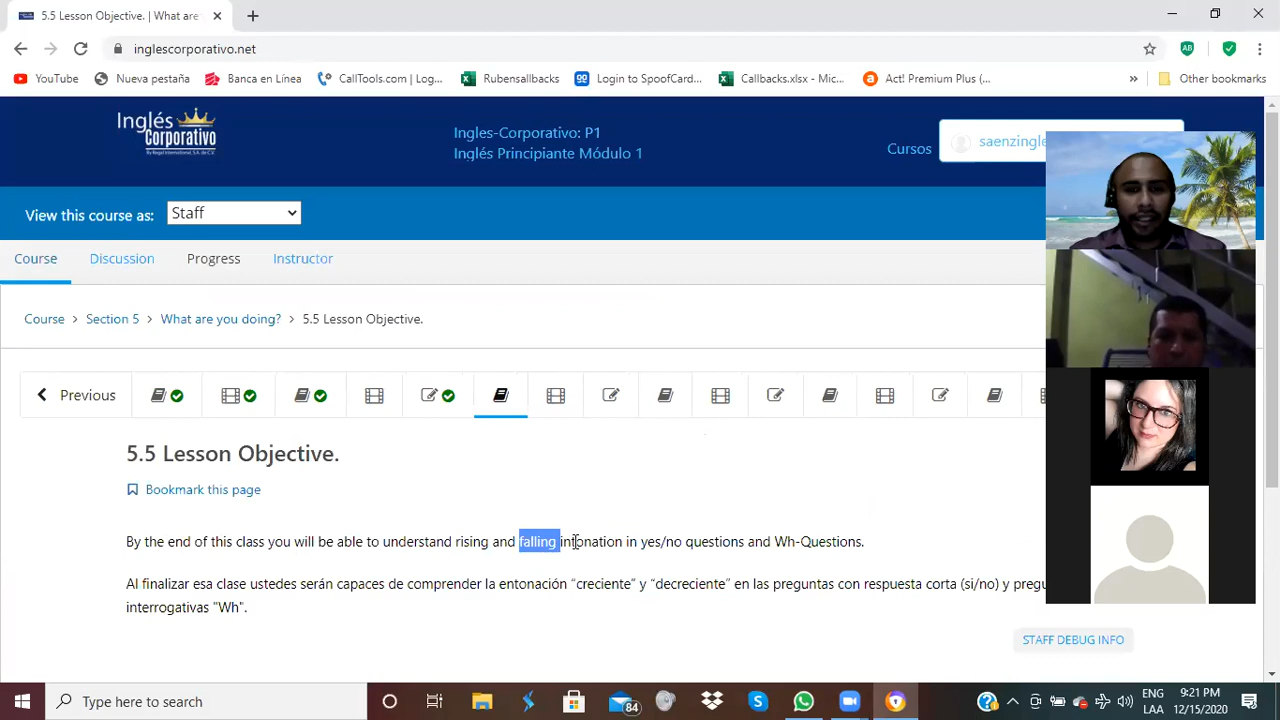 5.5 Lesson Objective. | What are
inglescorporativo.net
YouTube
Nueva pestaña
Banca en Línea
CallTools.com | Log...
Rubensallbacks
Login to SpoofCard...
Callbacks.xlsx - Mic...
Act! Premium Plus (...
»
Other bookmarks
Inglés
Corporativo
By Regal International, S.A. de C.V.
Ingles-Corporativo: P1
Inglés Principiante Módulo 1
Cursos
saenzingle
View this course as:
Staff
Course
Discussion
Progress
Instructor
Course > Section 5 > What are you doing? > 5.5 Lesson Objective.
Previous
5.5 Lesson Objective.
Bookmark this page
By the end of this class you will be able to understand rising and falling intonation in yes/no questions and Wh-Questions.
Al finalizar esa clase ustedes serán capaces de comprender la entonación “creciente” y “decreciente” en las preguntas con respuesta corta (si/no) y pregu
interrogativas "Wh".
STAFF DEBUG INFO
Type here to search
84
ENG
LAA
9:21 PM
12/15/2020